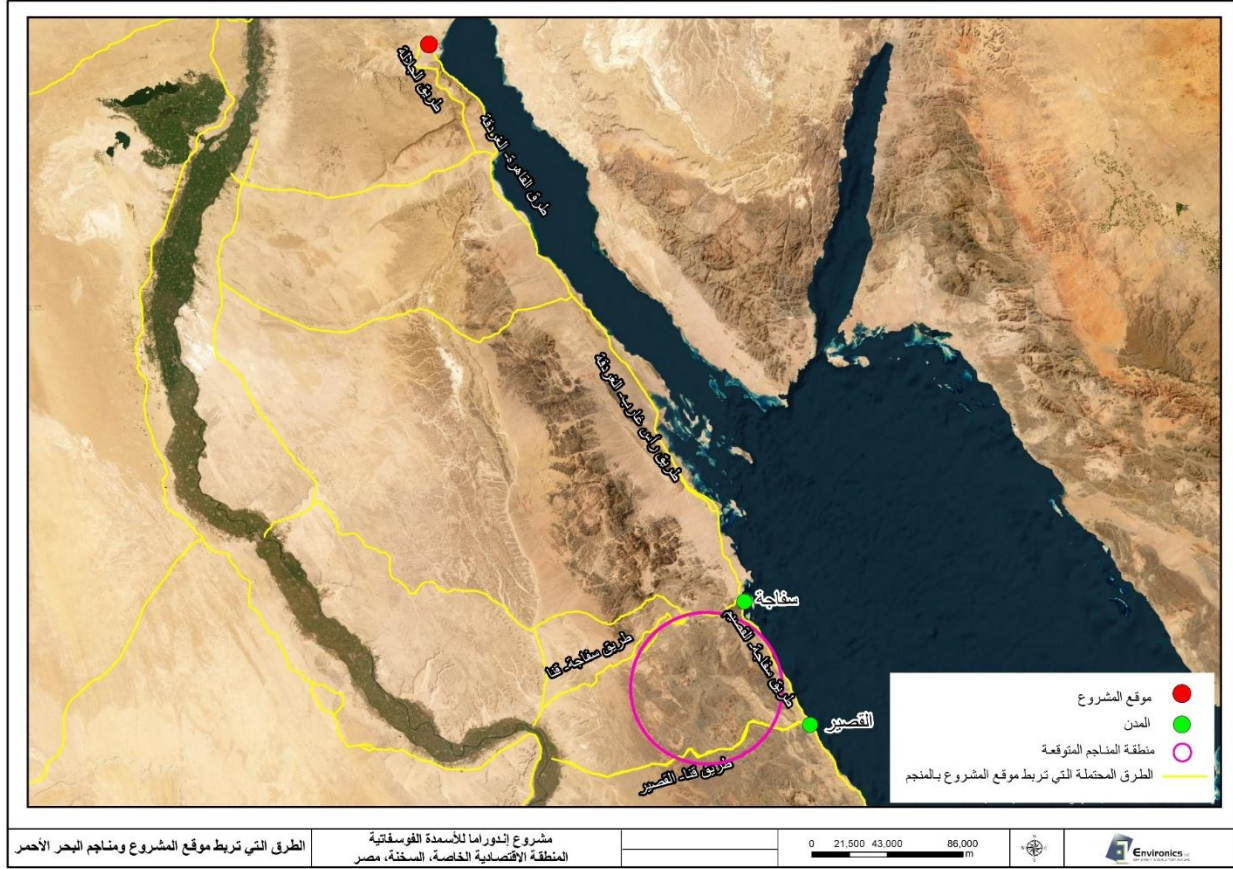 طريق الجلالة
طرق القاهرة- الغردقة
طريق رأس غارب- الغردقة
سفاجة
طريق سفاجة- القصير
طريق سفاجة- قنا
القصير
طريق قنا- القصير
موقع المشروع
المدن
منطقة المناجم المتوقعة
الطرق المحتملة التي تربط موقع المشروع بالمنجم
الطرق التي تربط موقع المشروع ومناجم البحر الأحمر
مشروع إندوراما للأسمدة الفوسفاتية
المنطقة الاقتصادية الخاصة، السخنة، مصر
0 21,500 43,000 86,000
m
Environics